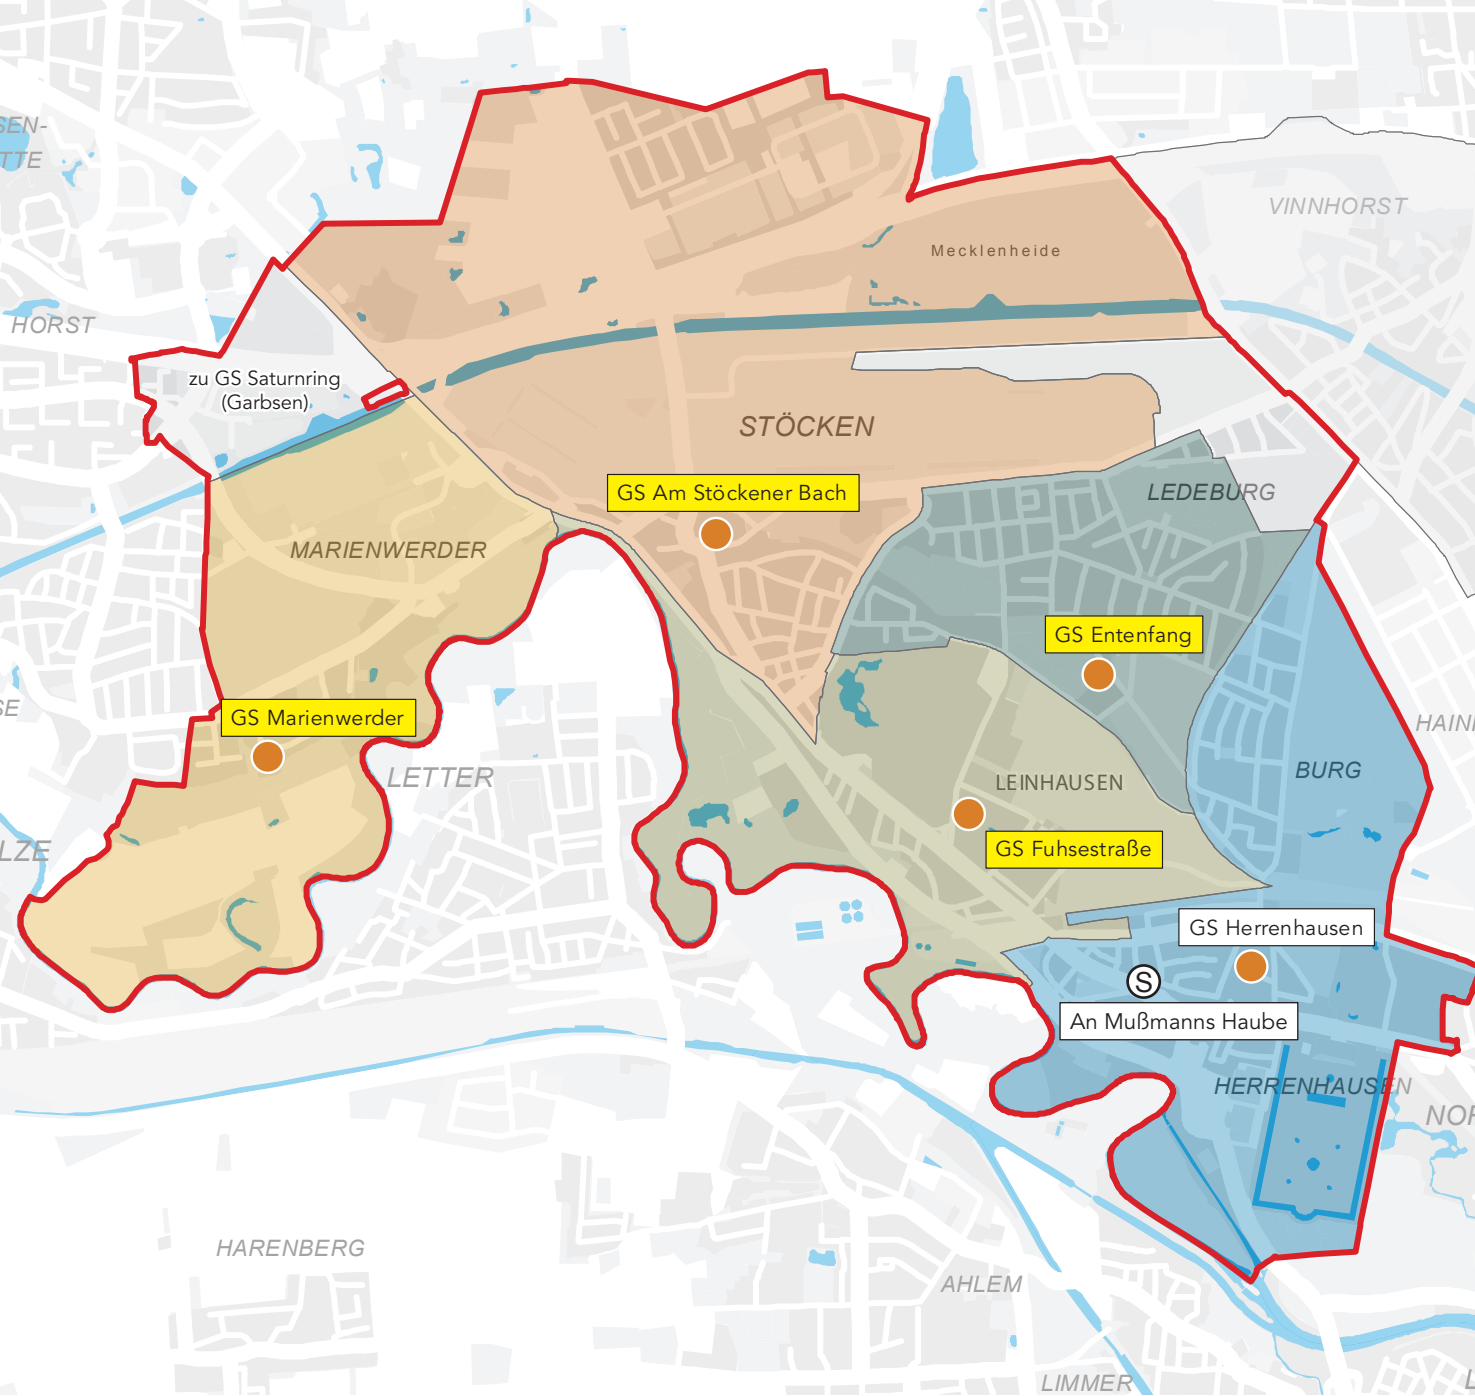 SEN-
TTE
VINNHORST
Mecklenheide
HORST
zu GS Saturnring
(Garbsen)
STÖCKEN
GS Am Stöckener Bach
LEDEBURG
MARIENWERDER
GS Entenfang
SE
GS Marienwerder
HAIN
LETTER
BURG
LEINHAUSEN
LZE
GS Fuhsestraße
GS Herrenhausen
S
An Mußmanns Haube
HERRENHAUSEN
NOR
HARENBERG
AHLEM
LIMMER
L